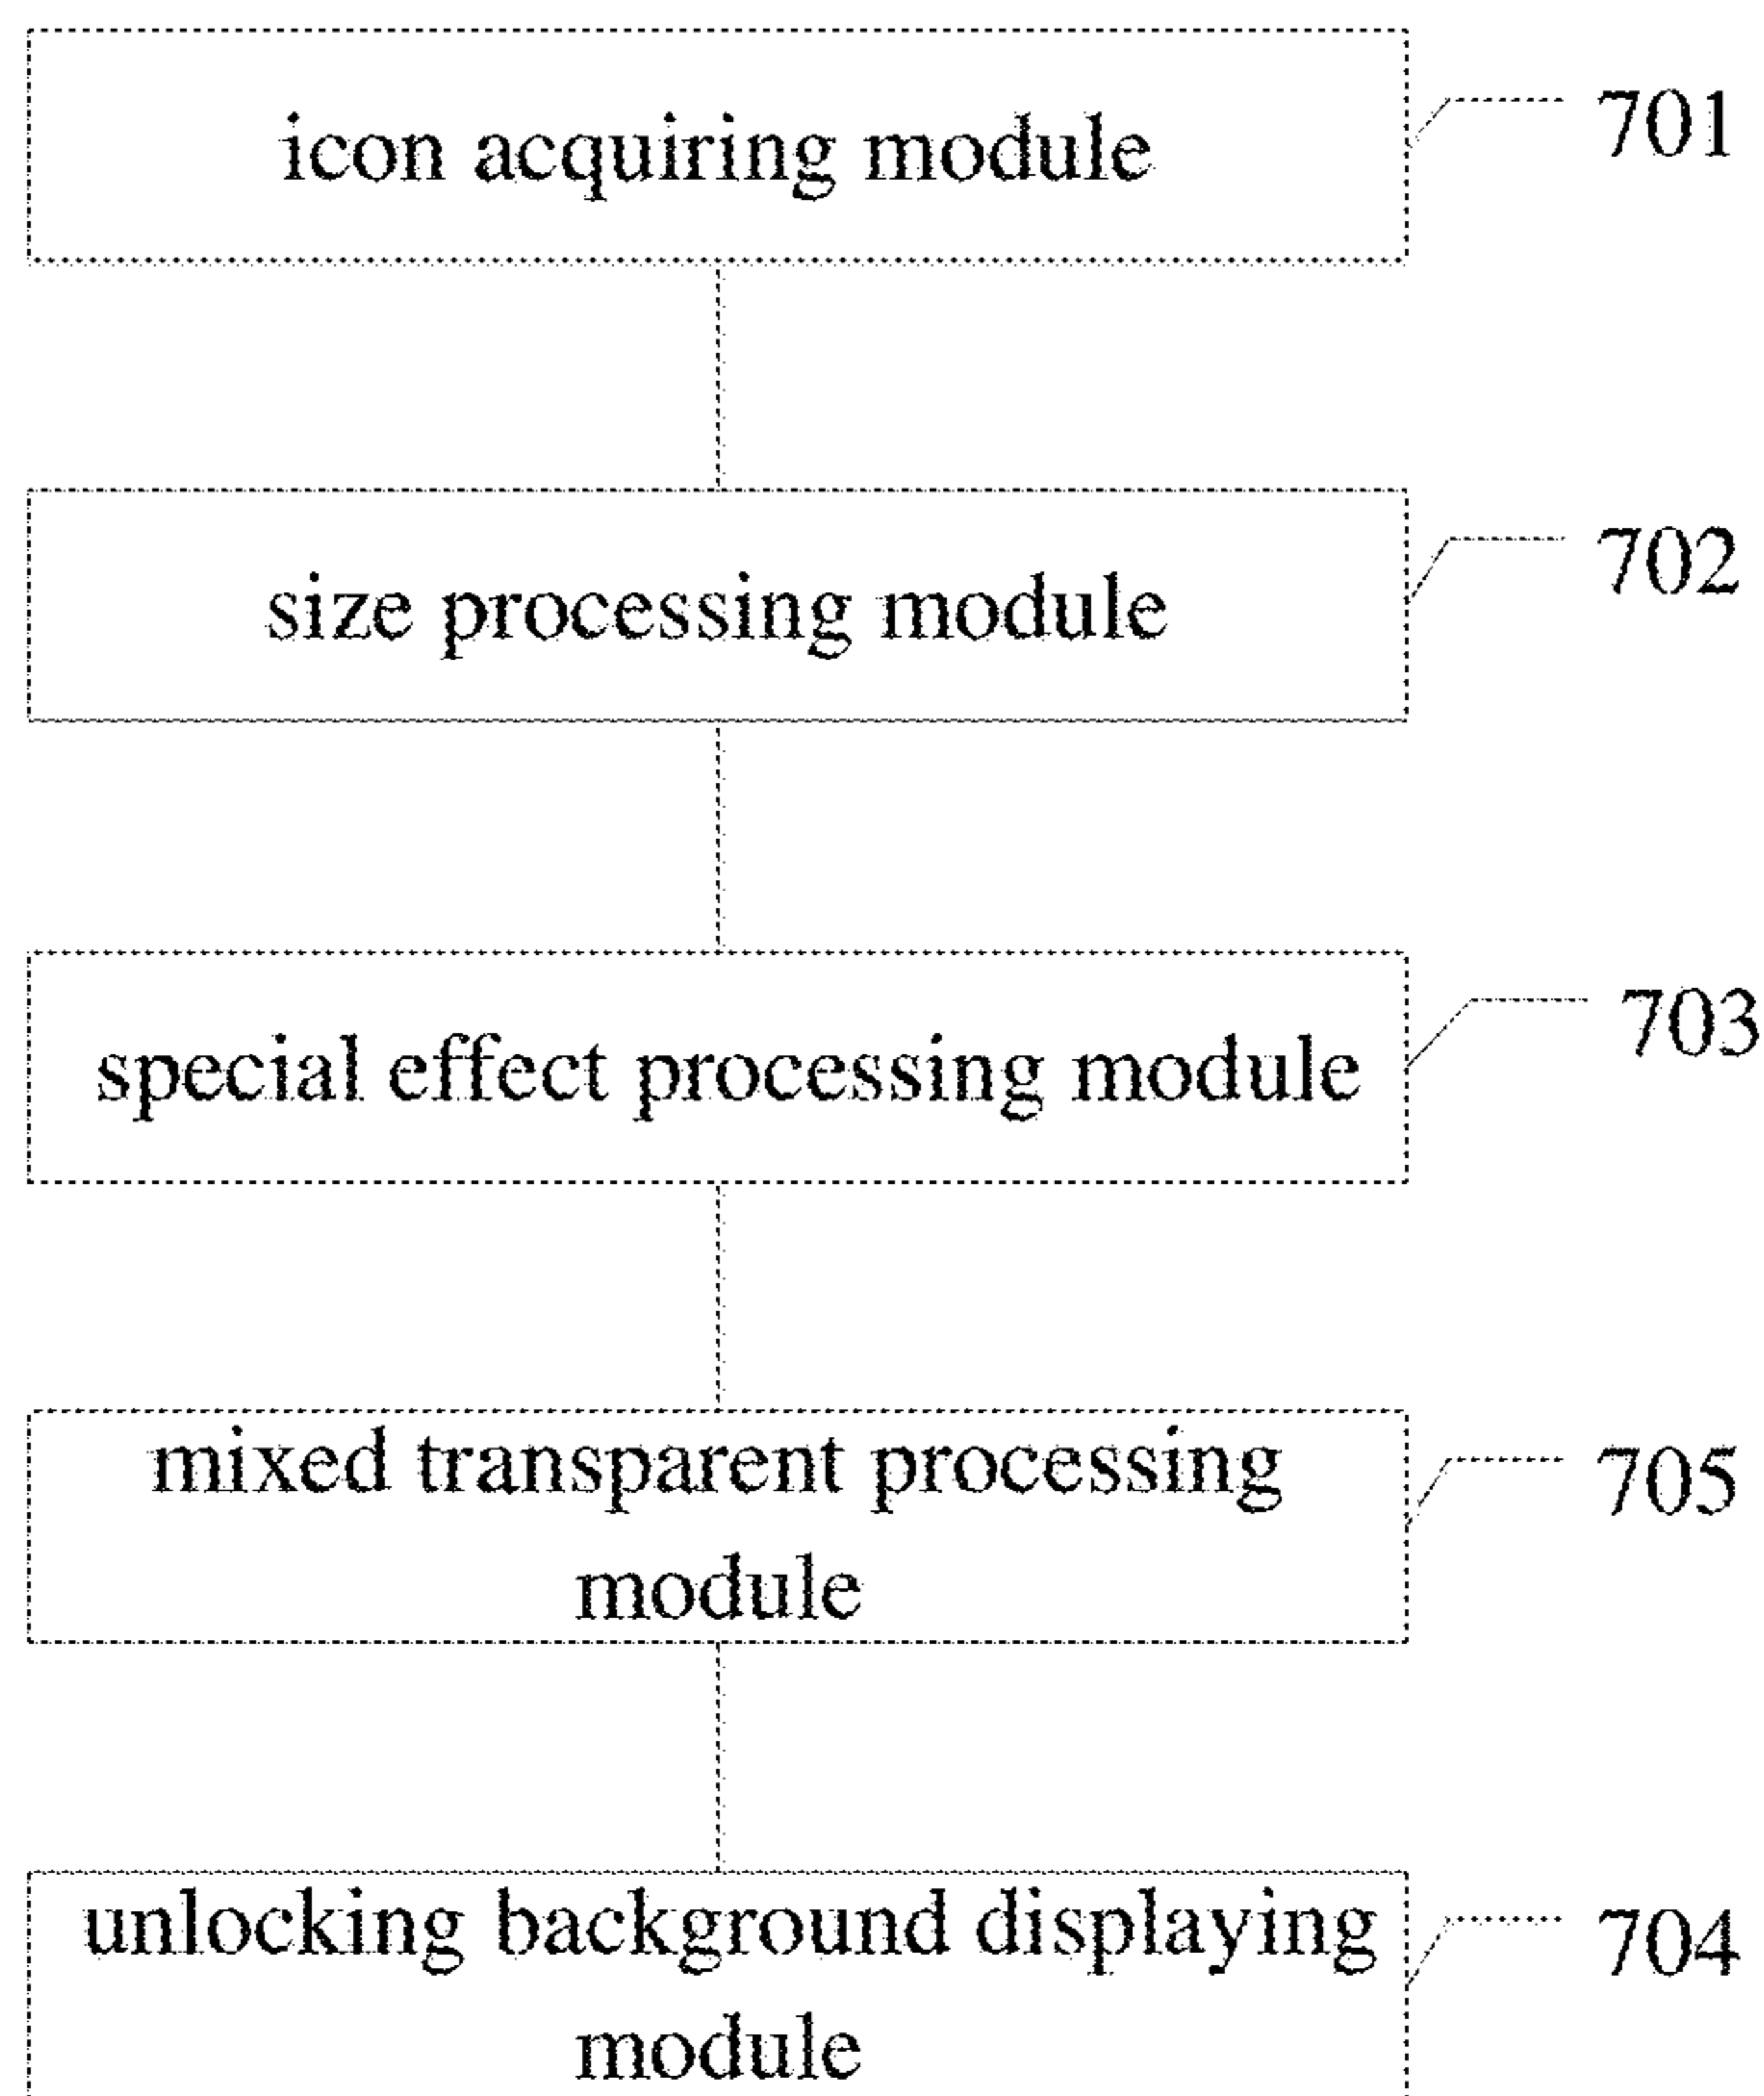 icon acquiring module
701
size processing module
702
special effect processing module
703
mixed transparent processing
module
705
unlocking background displaying
module
704